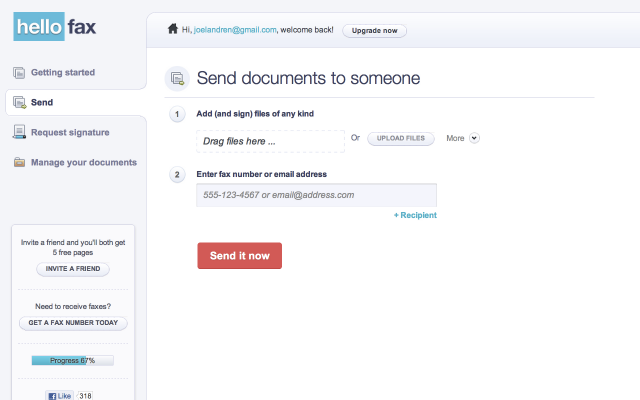 hellofax
Hi, joelandren@gmail.com, welcome back!
Upgrade now
Getting started
Send
Request signature
Manage your documents
Send documents to someone
1
Add (and sign) files of any kind
Drag files here ...
Or
UPLOAD FILES
More
2
Enter fax number or email address
555-123-4567 or email@address.com
+ Recipient
Send it now
Invite a friend and you'll both get
5 free pages
INVITE A FRIEND
Need to receive faxes?
GET A FAX NUMBER TODAY
Progress 67%
Like 318